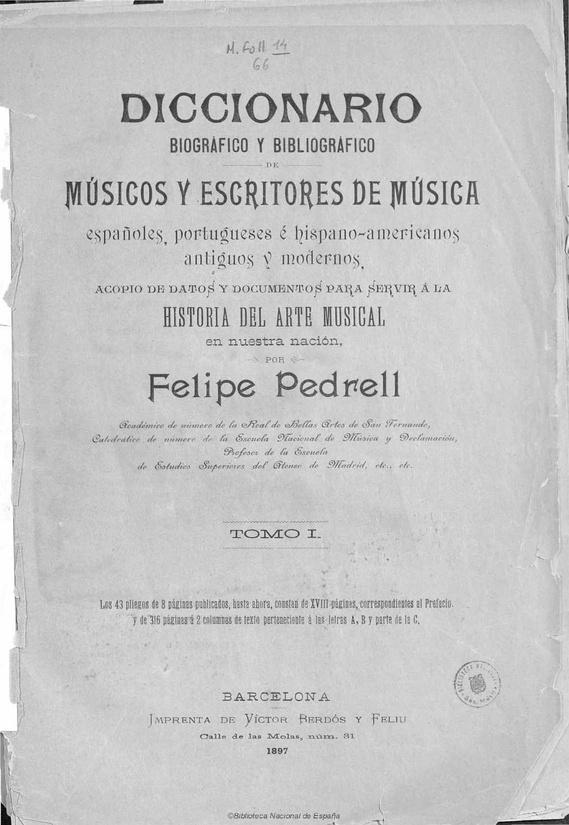 M. Foll 14
66
DICCIONARIO
BIOGRÁFICO Y BIBLIOGRÁFICO
DE
MÚSICOS Y ESCRITORES DE MÚSICA
españoles, portugueses é hispano-americanos
antiguos y modernos,
ACOPIO DE DATOS Y DOCUMENTOS PARA SERVIR Á LA
HISTORIA DEL ARTE MUSICAL
en nuestra nación,
POR
Felipe Pedrell
Académico de número de la Real de Bellas Artes de San Fernando,
Catedrático de número de la Escuela Nacional de Música y Declamación,
Profesor de la Escuela
de Estudios Superiores del Ateneo de Madrid, etc., etc.
TOMO I.
Los 43 pliegos de 8 páginas publicados, hasta ahora, constan de XVIII páginas, correspondientes al Prefacio
y de 316 páginas á 2 columnas de texto perteneciente á las letras A, B y parte de la C.
BARCELONA
IMPRENTA DE VÍCTOR BERDÓS Y FELIU
Calle de las Molas, núm. 31
1897
©Biblioteca Nacional de España